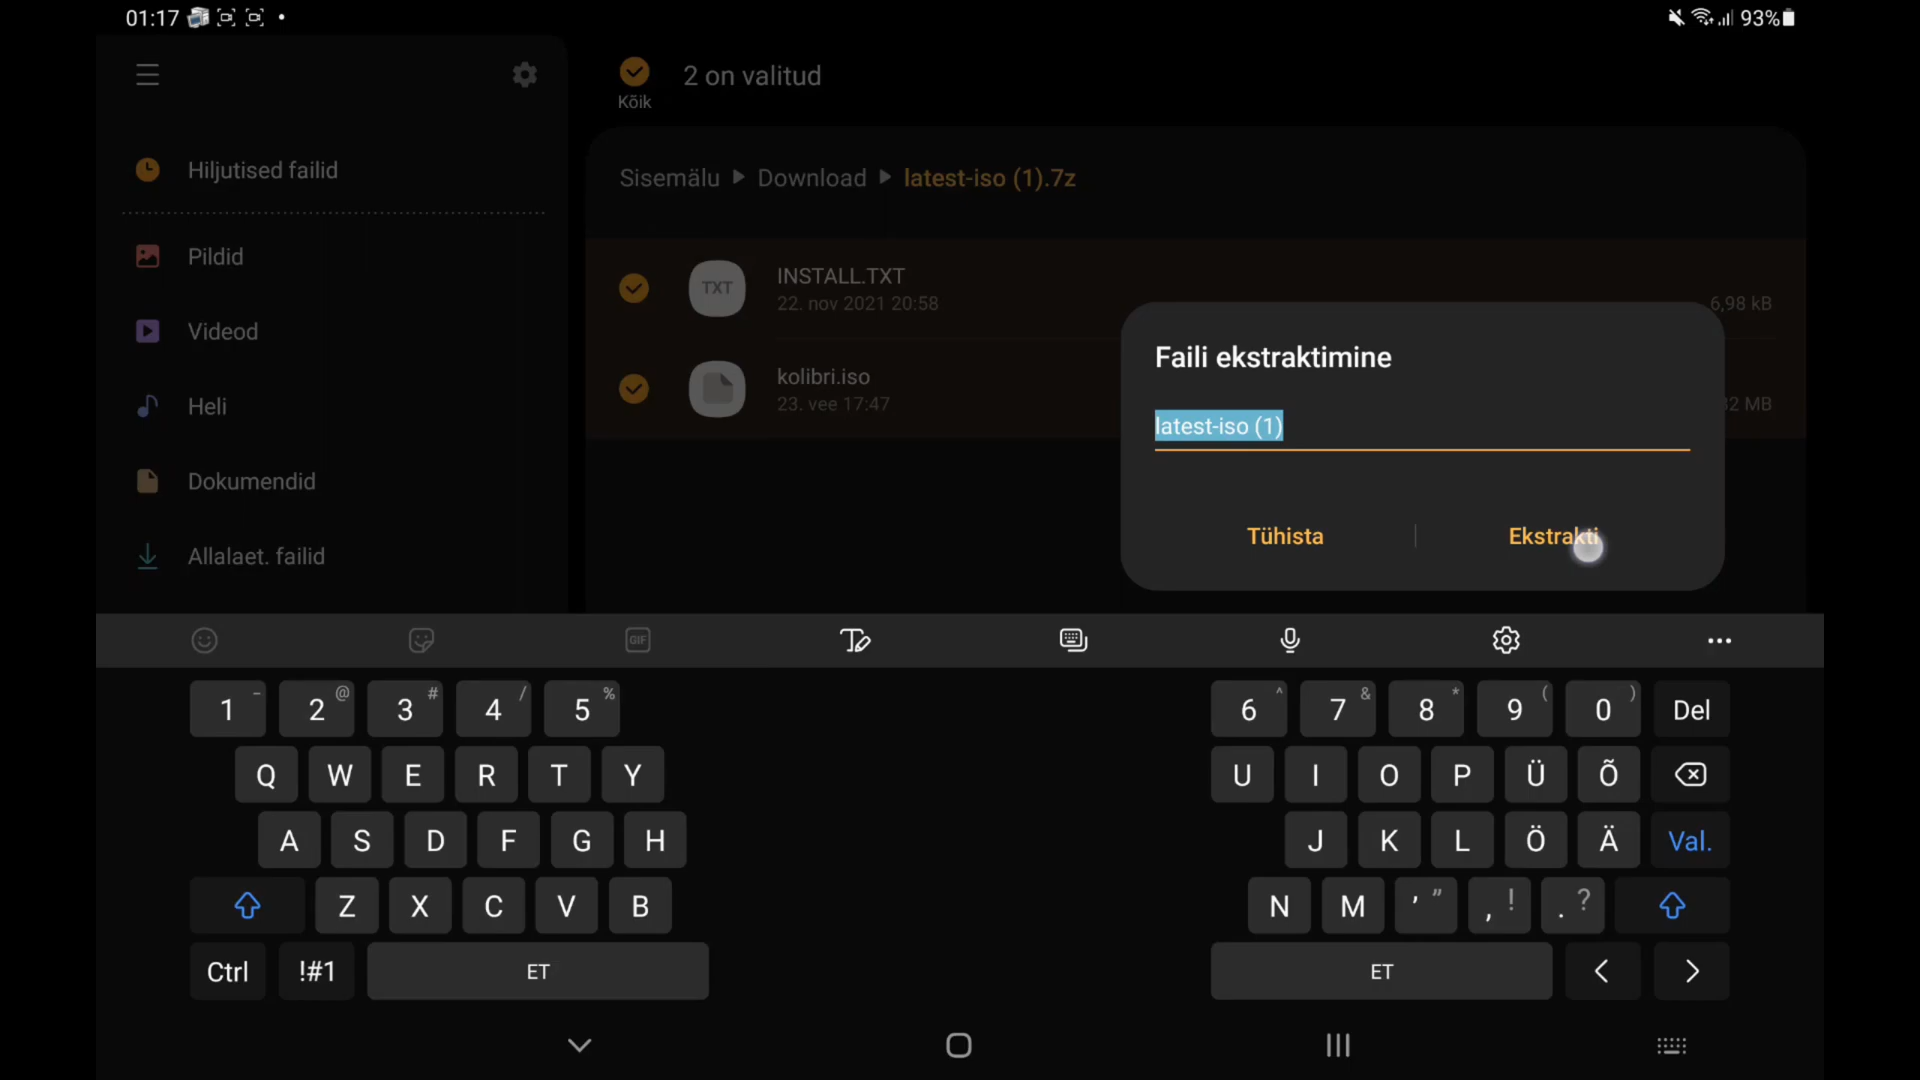 01:17
93%
2 on valitud
Kõik
Hiljutised failid
Pildid
Videod
Heli
Dokumendid
Allalaet. failid
Sisemälu ▶ Download ▶ latest-iso (1).7z
TXT
INSTALL.TXT
22. nov 2021 20:58
6,98 kB
kolibri.iso
23. vee 17:47
MB
Faili ekstraktimine
latest-iso (1)
Tühista
Ekstrakti
GIF
1 - 2 @ 3 # 4 / 5 % 6 ^ 7 & 8 * 9 ( 0 ) Del
Q W E R T Y U I O P Ü Õ
A S D F G H J K L Ö Ä Val.
Z X C V B N M ' " , ! . ?
Ctrl !#1 ET ET < >